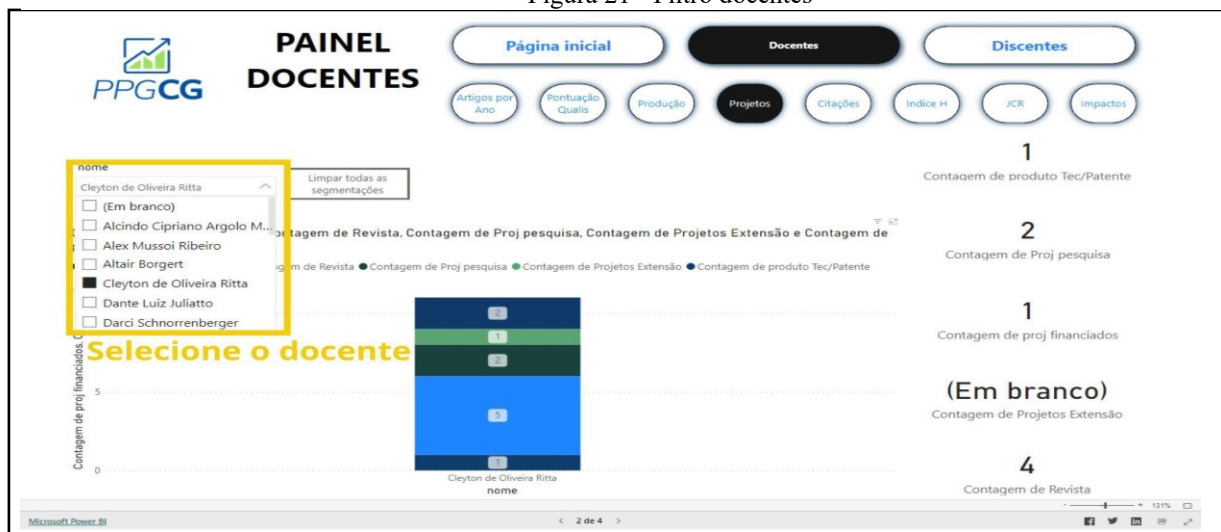 Figura 21 - Filtro docentes
PPGCG
PAINEL
DOCENTES
Página inicial
Docentes
Discentes
Artigos por
Ano
Pontuação
Qualis
Produção
Projetos
Citações
Indice H
JCR
Impactos
nome
Cleyton de Oliveira Ritta
(Em branco)
Alcindo Cipriano Argolo M...
Alex Mussoi Ribeiro
Altair Borgert
Cleyton de Oliveira Ritta
Dante Luiz Juliatto
Darci Schnorrenberger
Selecione o docente
Limpar todas as
segmentações
de Revista, Contagem de Proj pesquisa, Contagem de Projetos Extensão e Contagem de
de Revista
Contagem de Proj pesquisa
Contagem de Projetos Extensão
Contagem de produto Tec/Patente
Contagem de proj financiados,
5
0
2
1
2
5
1
Cleyton de Oliveira Ritta
nome
1
Contagem de produto Tec/Patente
2
Contagem de Proj pesquisa
1
Contagem de proj financiados
(Em branco)
Contagem de Projetos Extensão
4
Contagem de Revista
- + 131%
Microsoft Power BI
< 2 de 4 >